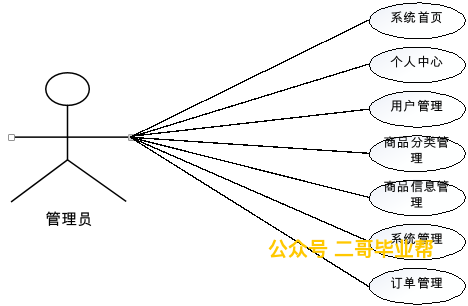 系统首页
个人中心
用户管理
商品分类管
理
商品信息管
理
管理员
系统管理
公众号 二哥毕业帮
订单管理